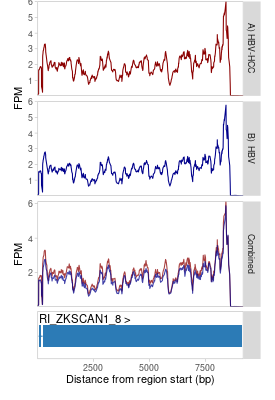 6
5
4
3
2
1
FPM
A) HBV-HCC
6
5
4
3
2
1
FPM
B) HBV
6
4
2
FPM
Combined
RI_ZKSCAN1_8 >
2500 5000 7500
Distance from region start (bp)